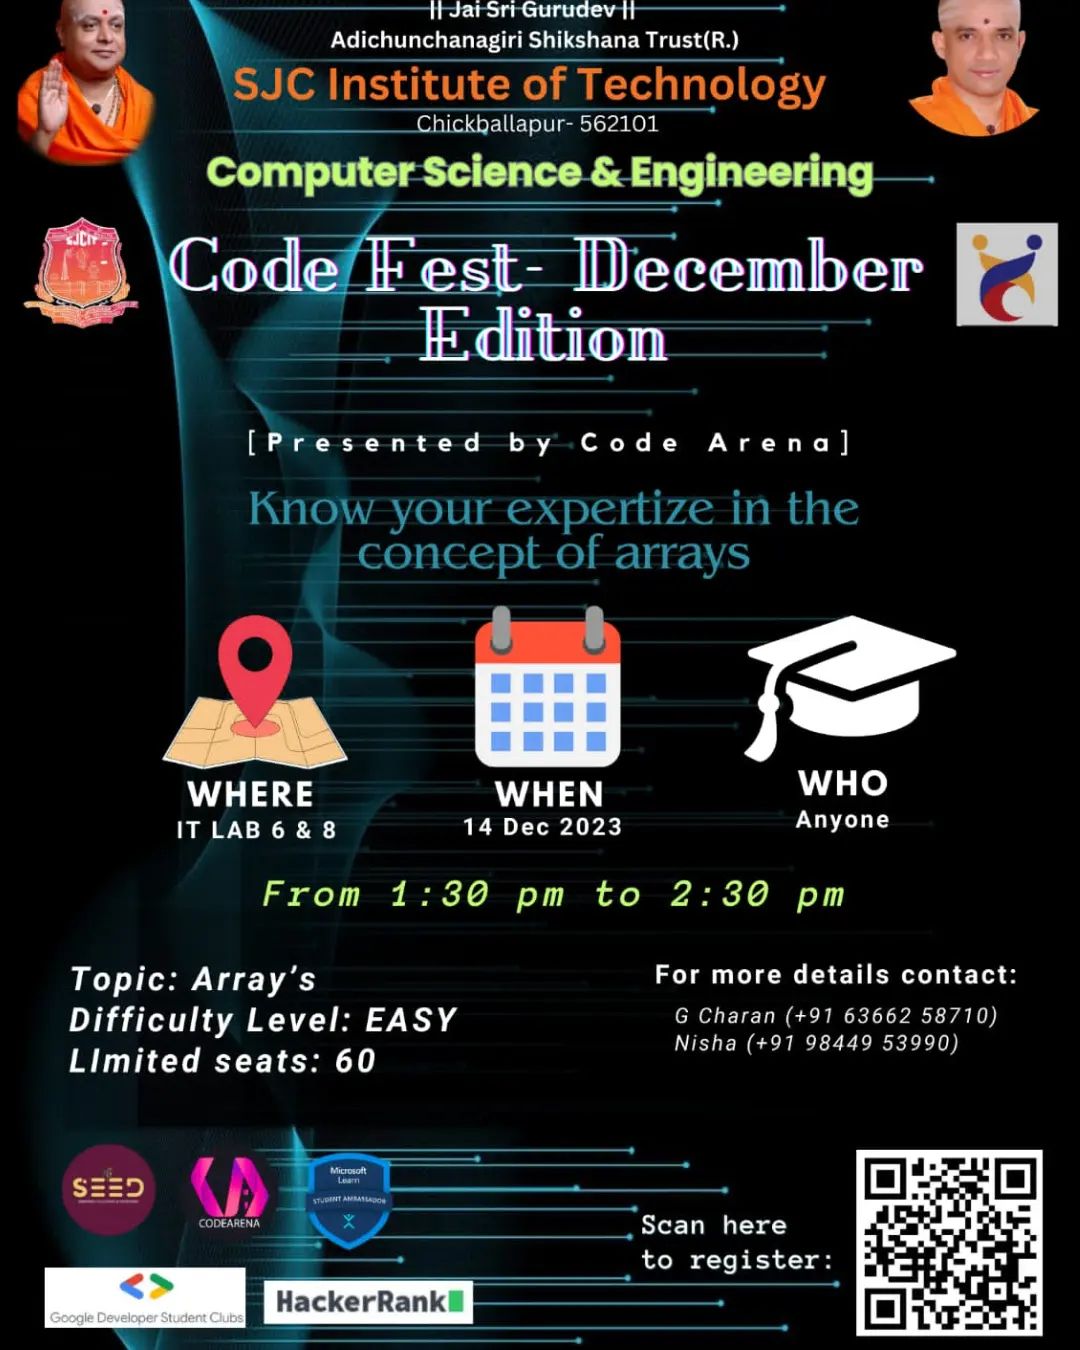 || Jai Sri Gurudev ||
Adichunchanagiri Shikshana Trust(R.)
SJC Institute of Technology
Chickballapur- 562101
Computer Science & Engineering
SJCIT
Code Fest- December
Edition
[Presented by Code Arena]
Know your expertize in the
concept of arrays
WHERE
IT LAB 6 & 8
WHEN
14 Dec 2023
WHO
Anyone
From 1:30 pm to 2:30 pm
Topic: Array’s
Difficulty Level: EASY
LImited seats: 60
For more details contact:
G Charan (+91 63662 58710)
Nisha (+91 98449 53990)
SEED
CODEARENA
Microsoft
Learn
STUDENT AMBASSADOR
Scan here
to register:
Google Developer Student Clubs
HackerRank